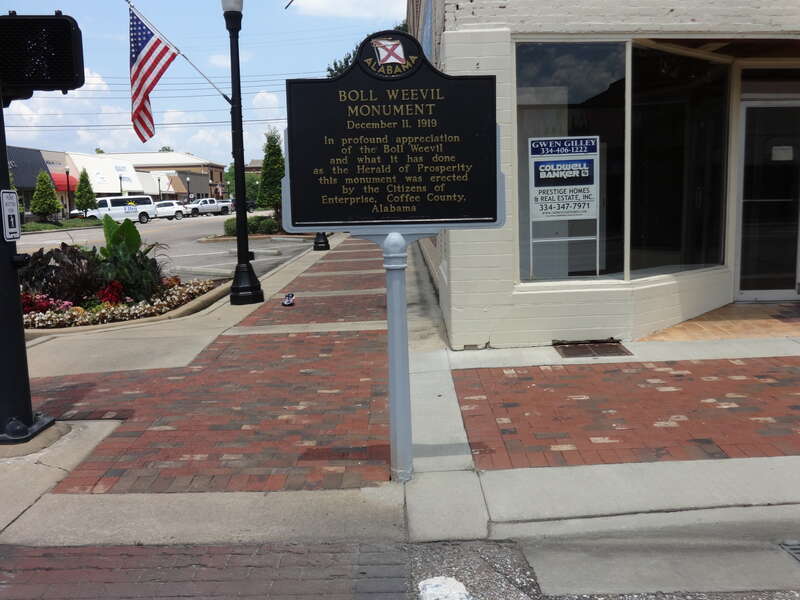 ALABAMA
BOLL WEEVIL
MONUMENT
December 11, 1919
In profound appreciation
of the Boll Weevil
and what it has done
as the Herald of Prosperity
this monument was erected
by the Citizens of
Enterprise, Coffee County,
Alabama
GWEN GILLEY
334-406-1222
COLDWELL
BANKER
PRESTIGE HOMES
& REAL ESTATE, INC.
334-347-7971